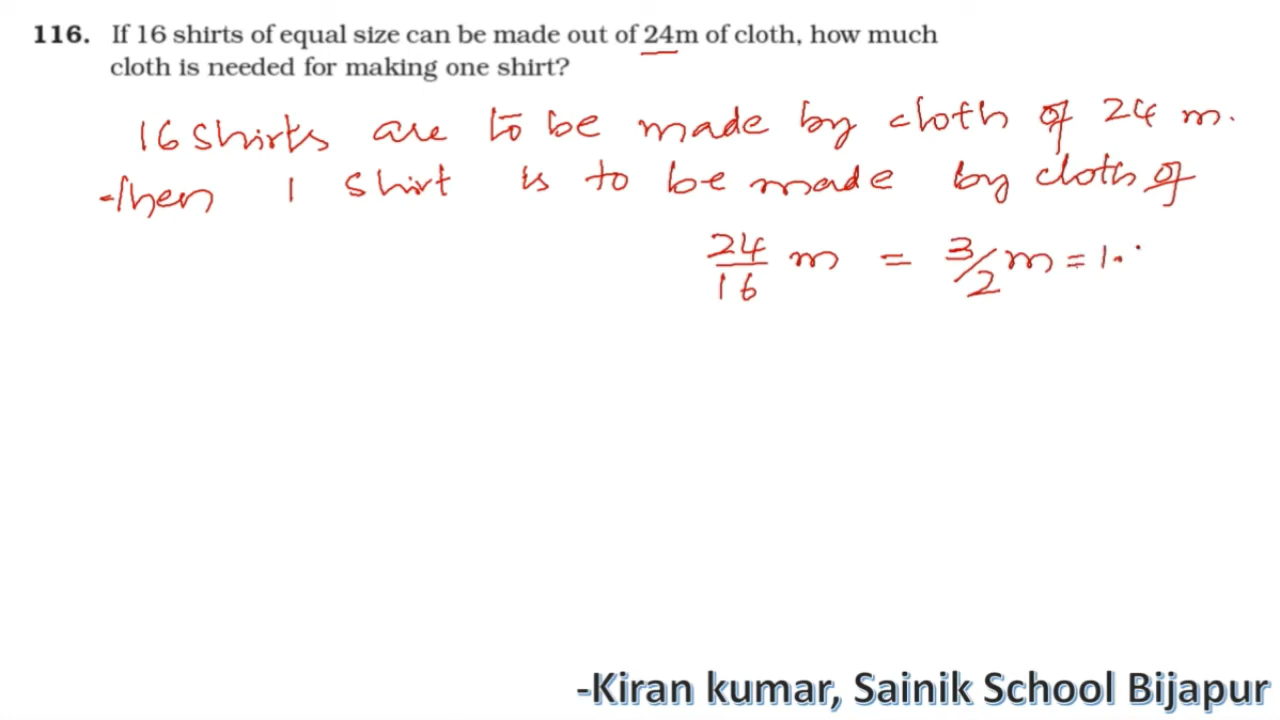 116. If 16 shirts of equal size can be made out of 24m of cloth, how much
cloth is needed for making one shirt?
16 shirts are to be made by cloth of 24 m.
Then 1 shirt is to be made by cloth of
24/16 m = 3/2 m = 1.
-Kiran kumar, Sainik School Bijapur